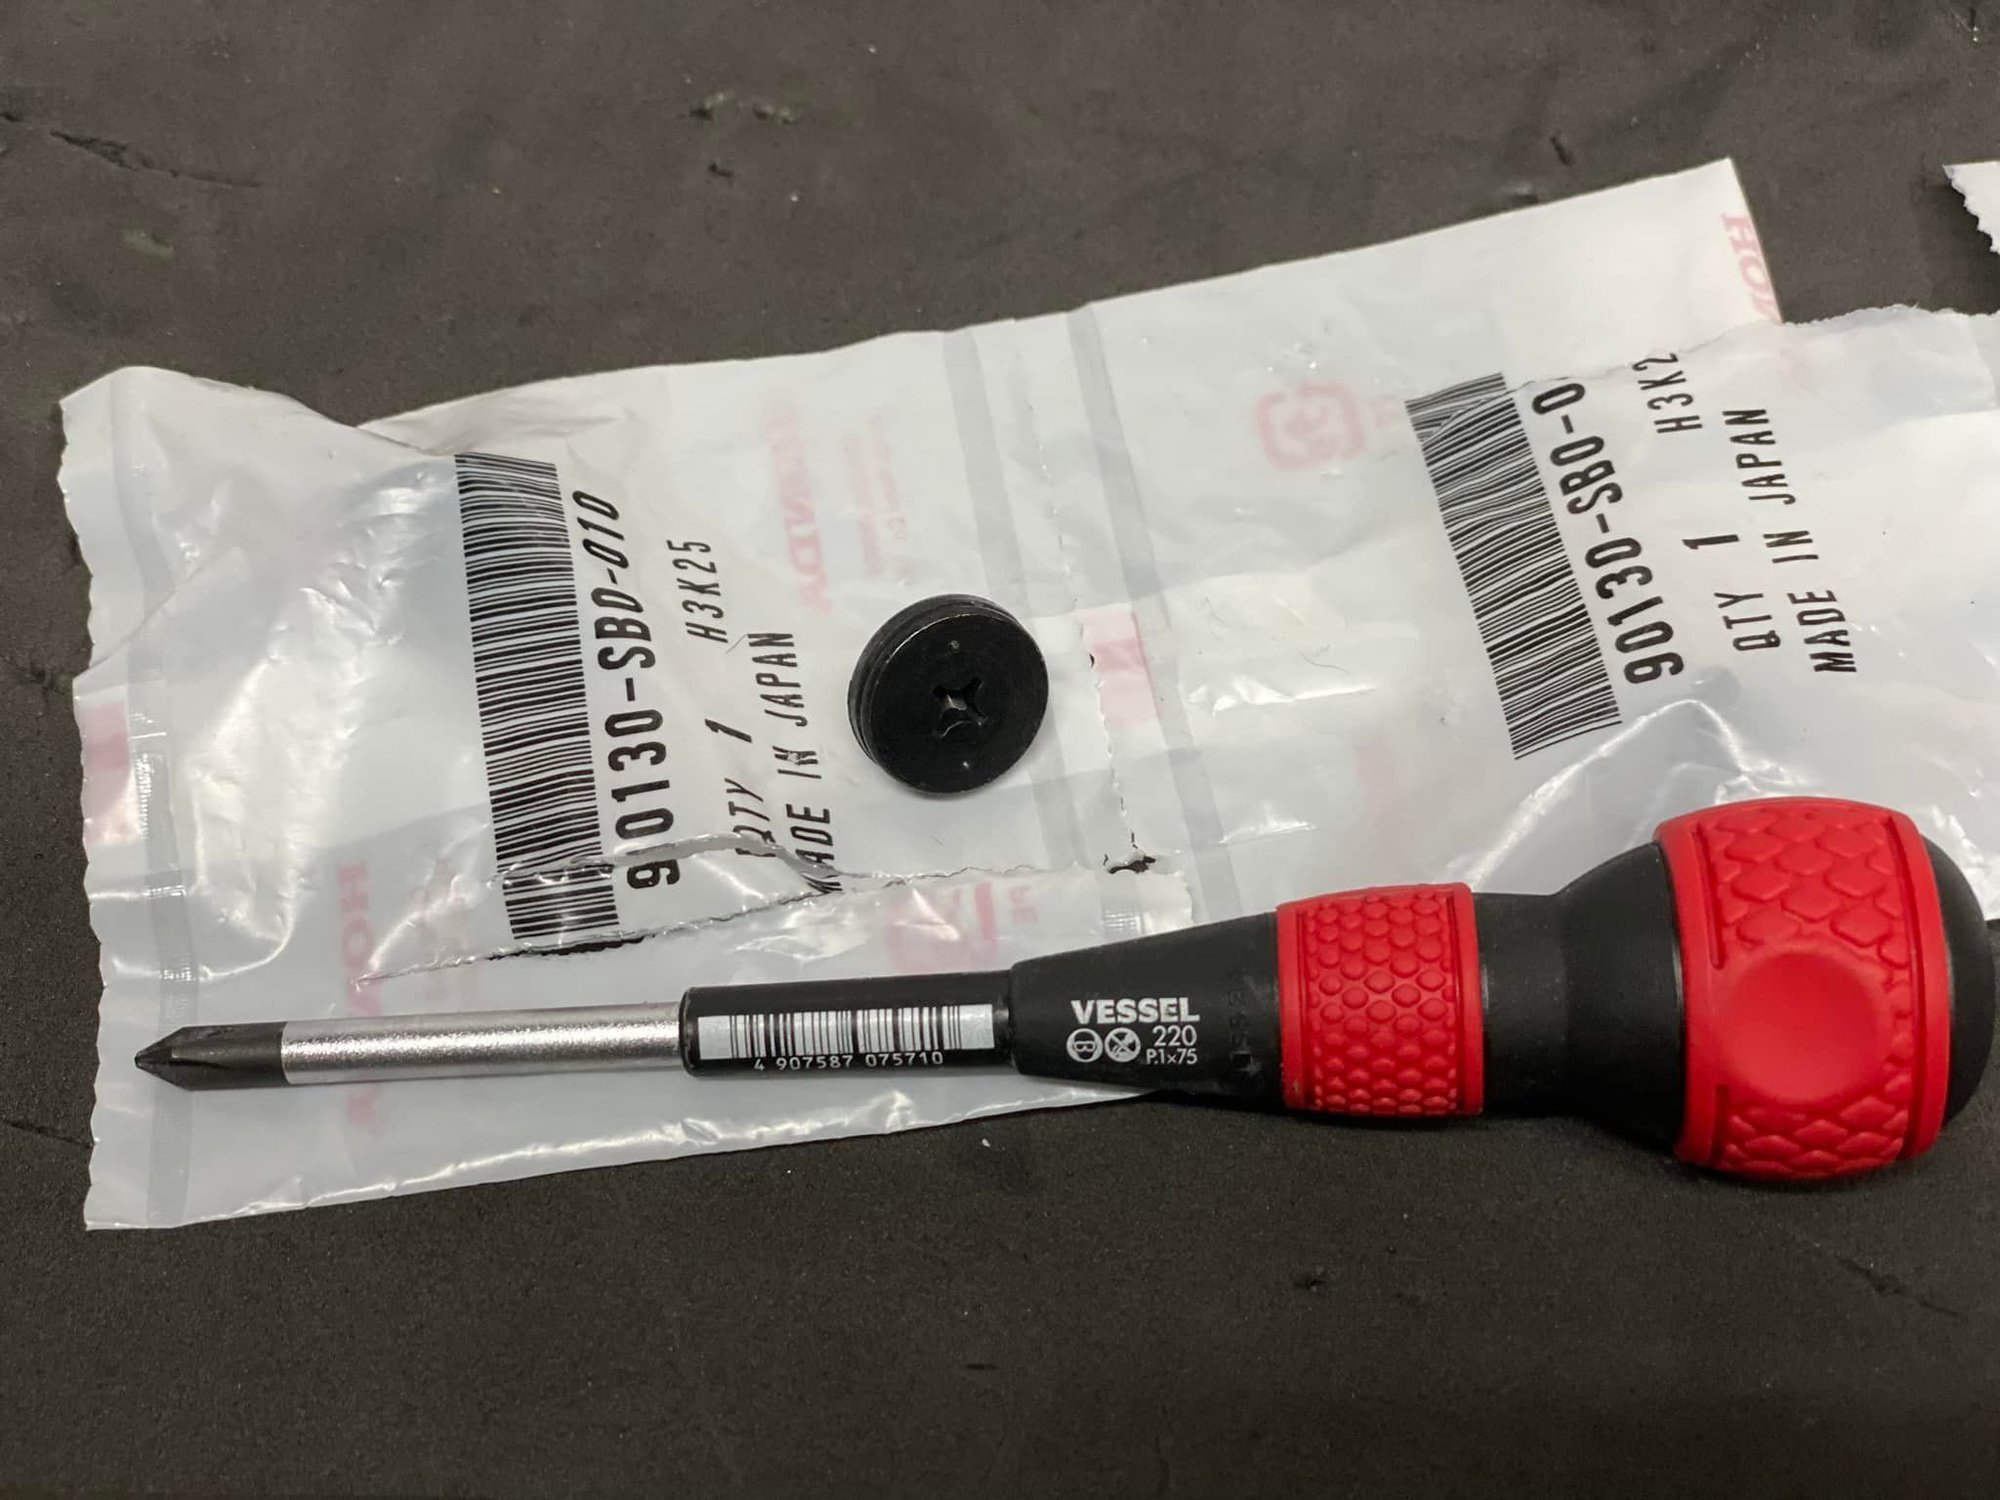 90130-SB0-010
QTY 1 H3K25
MADE IN JAPAN
HONDA
90130-SB0-0
QTY 1 H3K2
MADE IN JAPAN
4 907587 075710
VESSEL
220
P.1×75